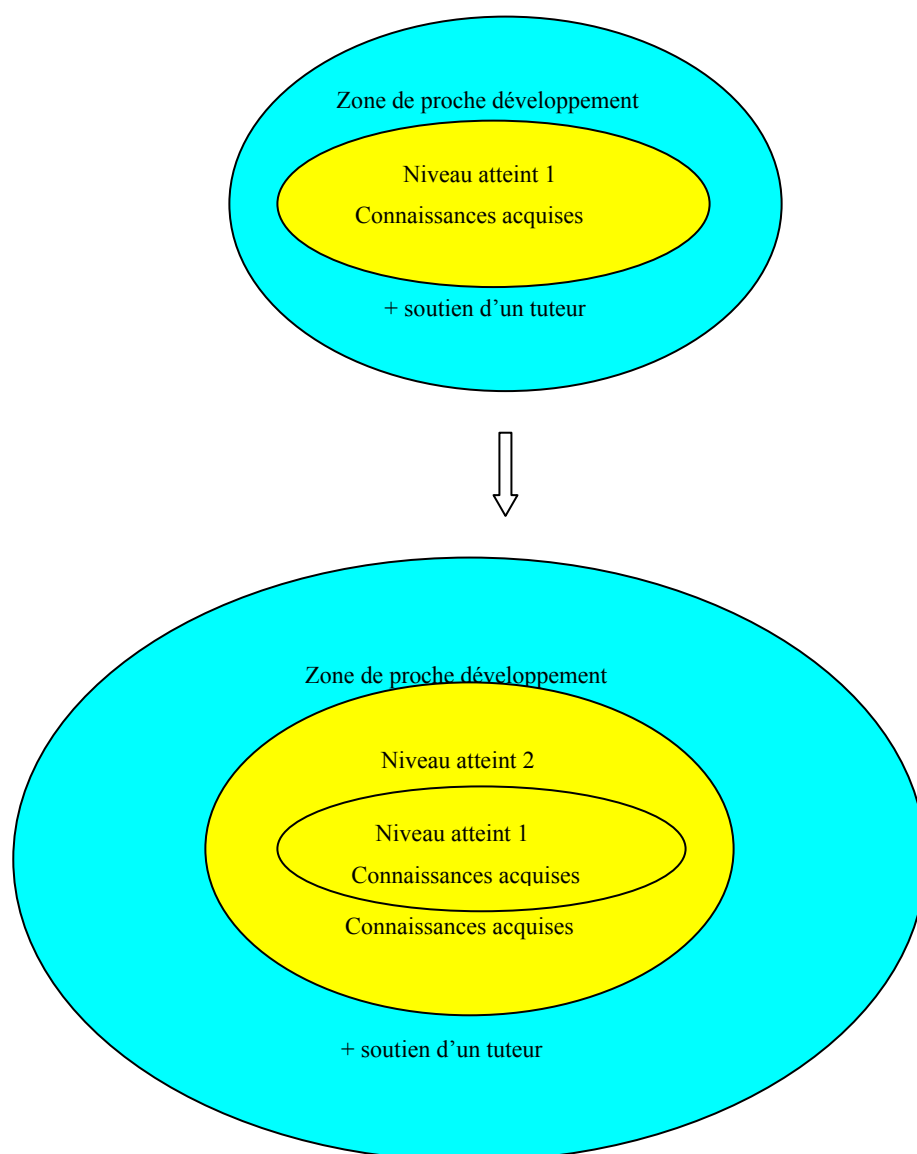 Zone de proche développement
Niveau atteint 1
Connaissances acquises
+ soutien d’un tuteur
Zone de proche développement
Niveau atteint 2
Niveau atteint 1
Connaissances acquises
Connaissances acquises
+ soutien d’un tuteur